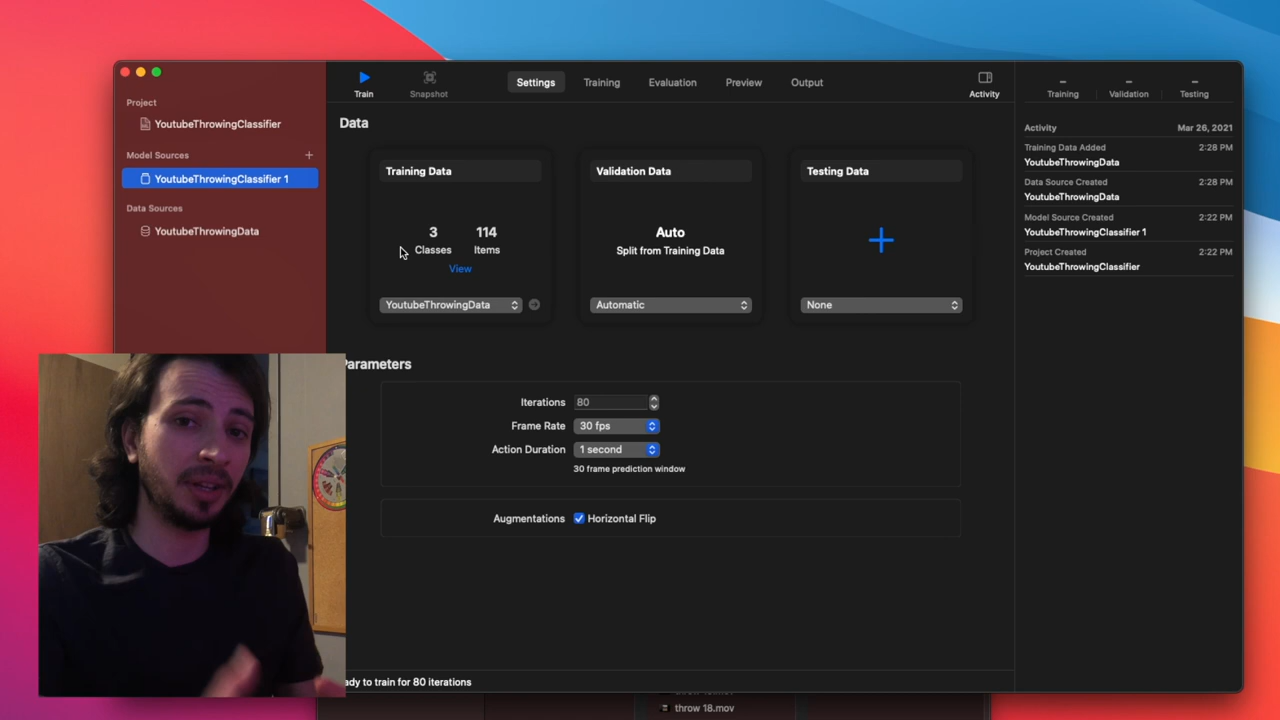 Project
YoutubeThrowingClassifier
Model Sources +
YoutubeThrowingClassifier 1
Data Sources
YoutubeThrowingData
Train
Snapshot
Settings
Training
Evaluation
Preview
Output
Activity
Data
Training Data
3
114
Classes
Items
View
YoutubeThrowingData
Validation Data
Auto
Split from Training Data
Automatic
Testing Data
None
Parameters
Iterations 80
Frame Rate 30 fps
Action Duration 1 second
30 frame prediction window
Augmentations Horizontal Flip
ady to train for 80 iterations
Training
Validation
Testing
Activity Mar 26, 2021
Training Data Added 2:28 PM
YoutubeThrowingData
Data Source Created 2:28 PM
YoutubeThrowingData
Model Source Created 2:22 PM
YoutubeThrowingClassifier 1
Project Created 2:22 PM
YoutubeThrowingClassifier
throw 18.mov